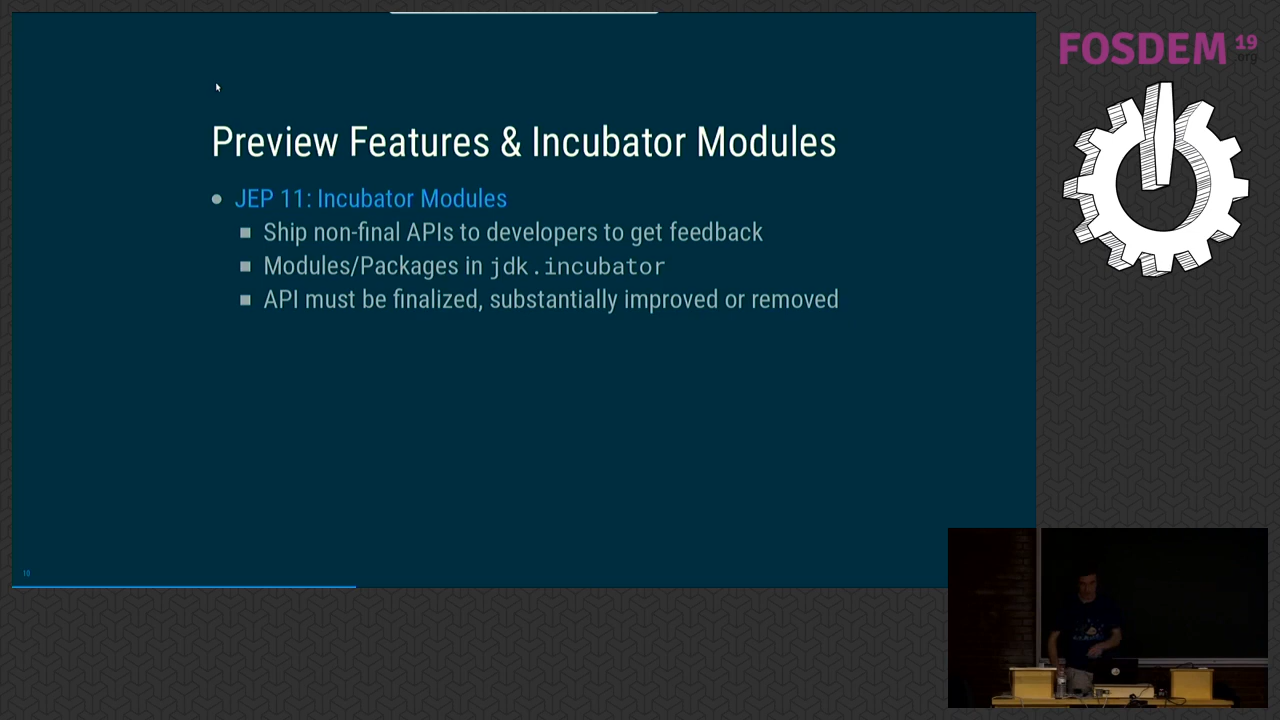 FOSDEM 19
.org
Preview Features & Incubator Modules
JEP 11: Incubator Modules
Ship non-final APIs to developers to get feedback
Modules/Packages in jdk.incubator
API must be finalized, substantially improved or removed
10